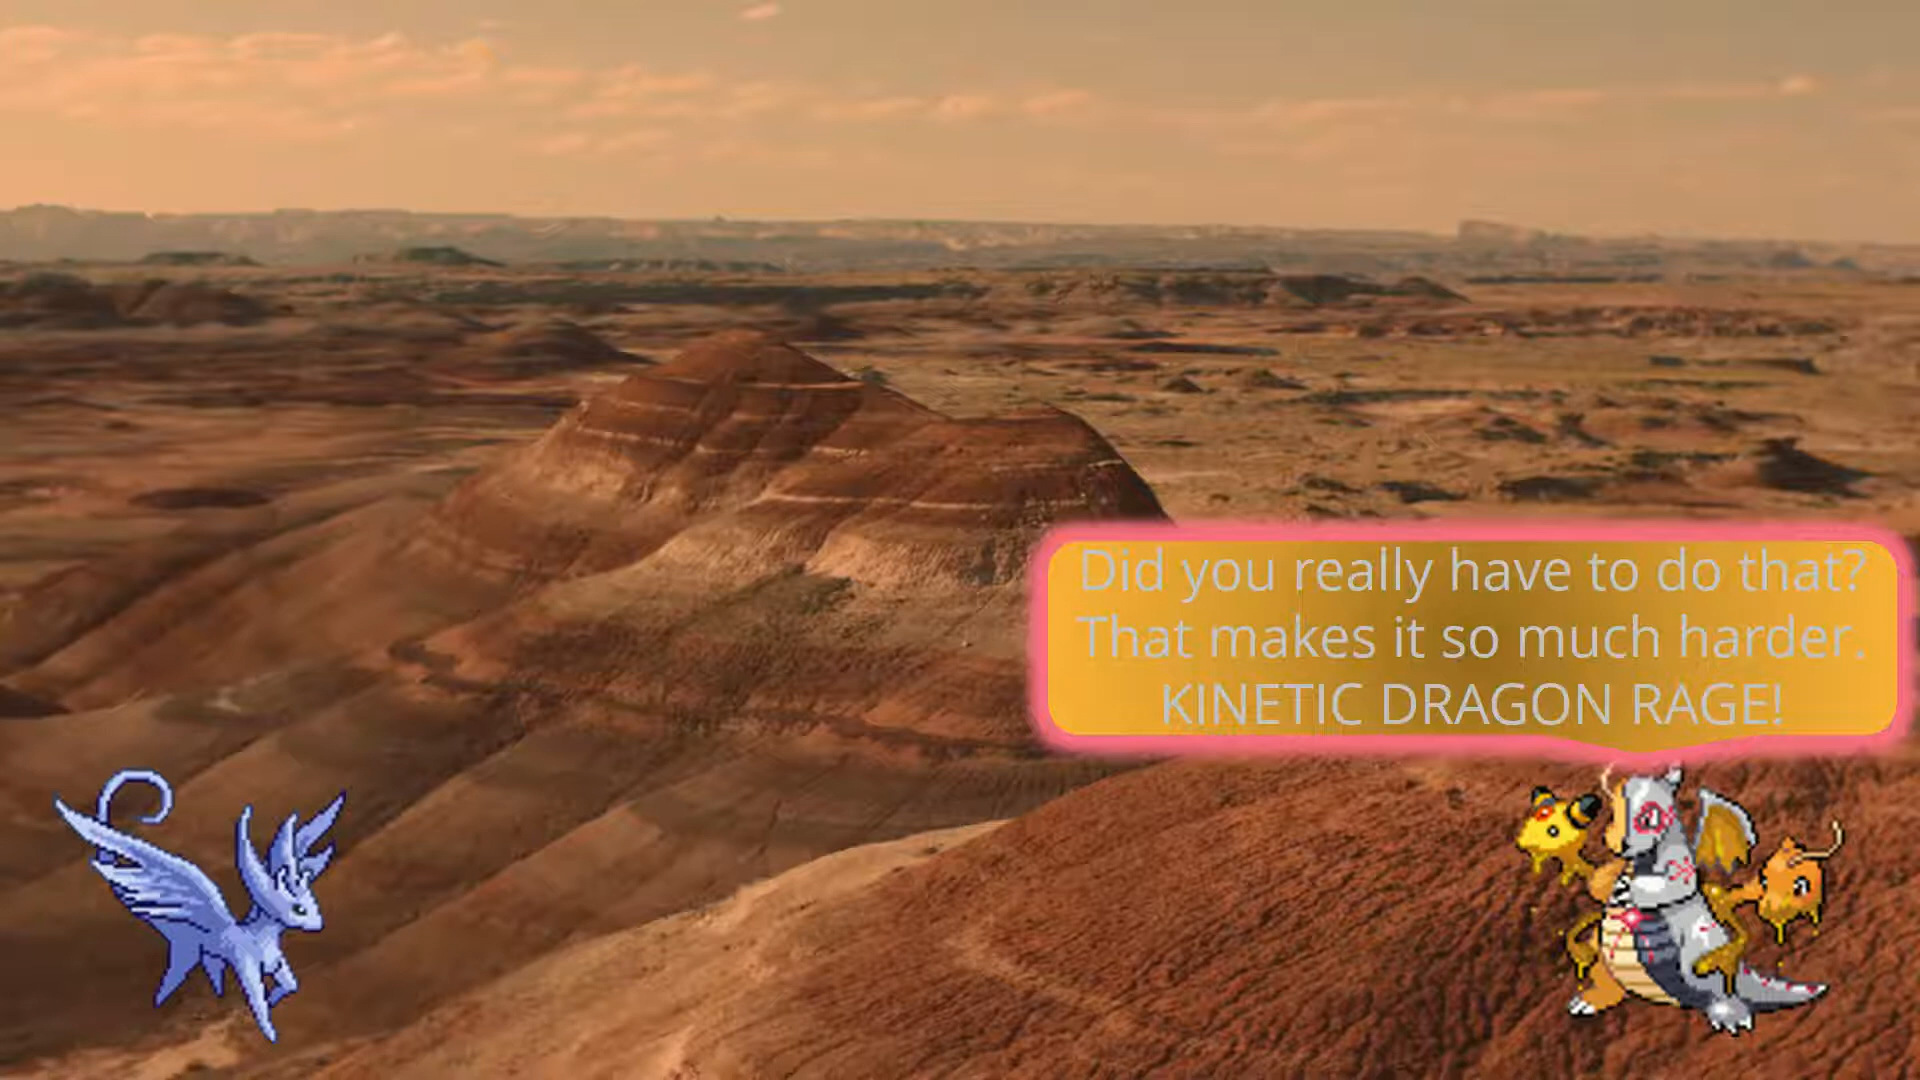 Did you really have to do that?
That makes it so much harder.
KINETIC DRAGON RAGE!